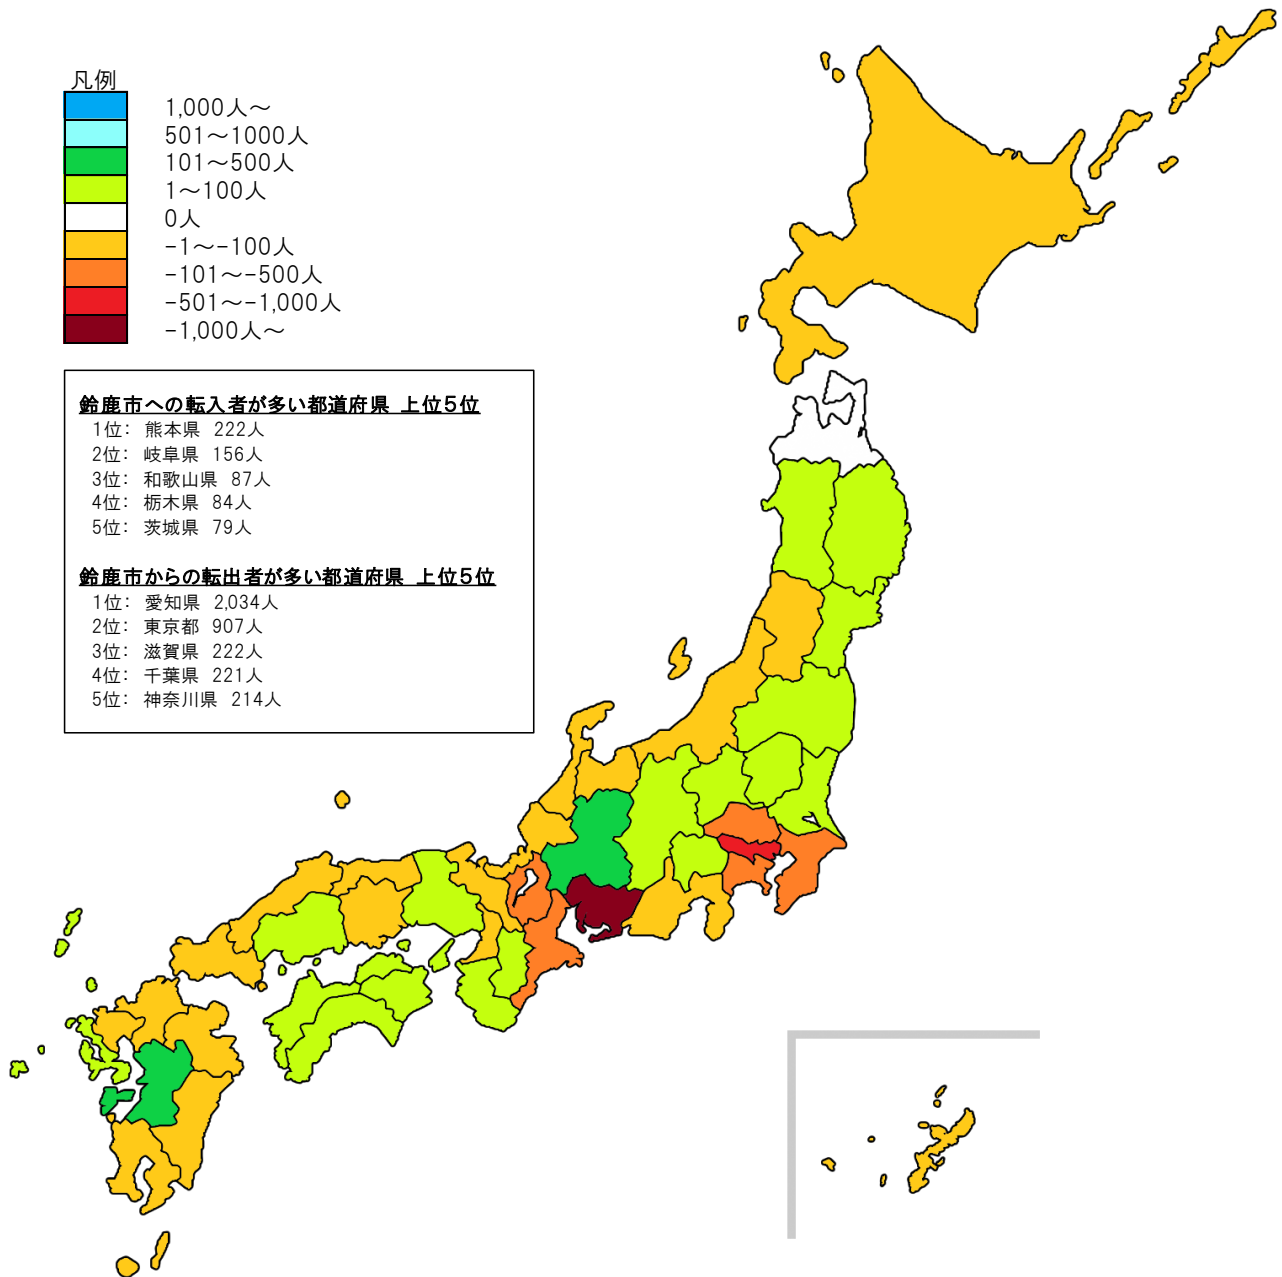 凡例
1,000人～
501～1000人
101～500人
1～100人
0人
-1～-100人
-101～-500人
-501～-1,000人
-1,000人～
鈴鹿市への転入者が多い都道府県 上位5位
1位: 熊本県 222人
2位: 岐阜県 156人
3位: 和歌山県 87人
4位: 栃木県 84人
5位: 茨城県 79人
鈴鹿市からの転出者が多い都道府県 上位5位
1位: 愛知県 2,034人
2位: 東京都 907人
3位: 滋賀県 222人
4位: 千葉県 221人
5位: 神奈川県 214人